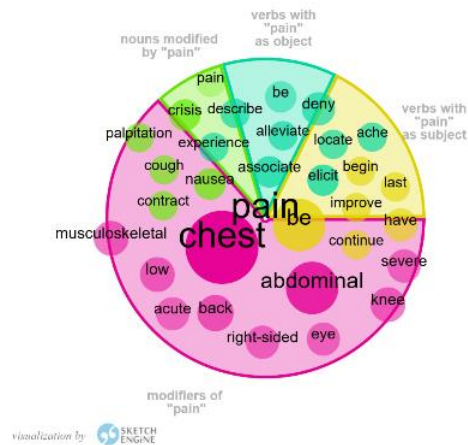 verbs with
"pain"
as object
nouns modified
by "pain"
verbs with
"pain"
as subject
pain
be
crisis
describe
deny
palpitation
experience
alleviate
locate
ache
cough
nausea
associate
elicit
begin
last
contract
pain
be
improve
have
musculoskeletal
chest
continue
severe
low
abdominal
knee
acute
back
right-sided
eye
modifiers of
"pain"
visualization by SKETCH
ENGINE